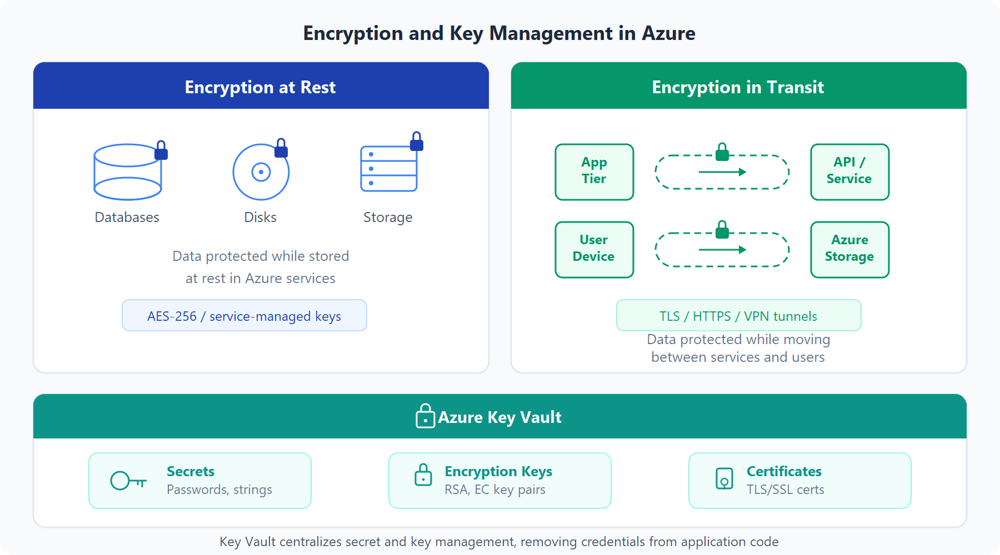 Encryption and Key Management in Azure
Encryption at Rest
Databases
Disks
Storage
Data protected while stored
at rest in Azure services
AES-256 / service-managed keys
Encryption in Transit
App
Tier
API /
Service
User
Device
Azure
Storage
TLS / HTTPS / VPN tunnels
Data protected while moving
between services and users
Azure Key Vault
Secrets
Passwords, strings
Encryption Keys
RSA, EC key pairs
Certificates
TLS/SSL certs
Key Vault centralizes secret and key management, removing credentials from application code